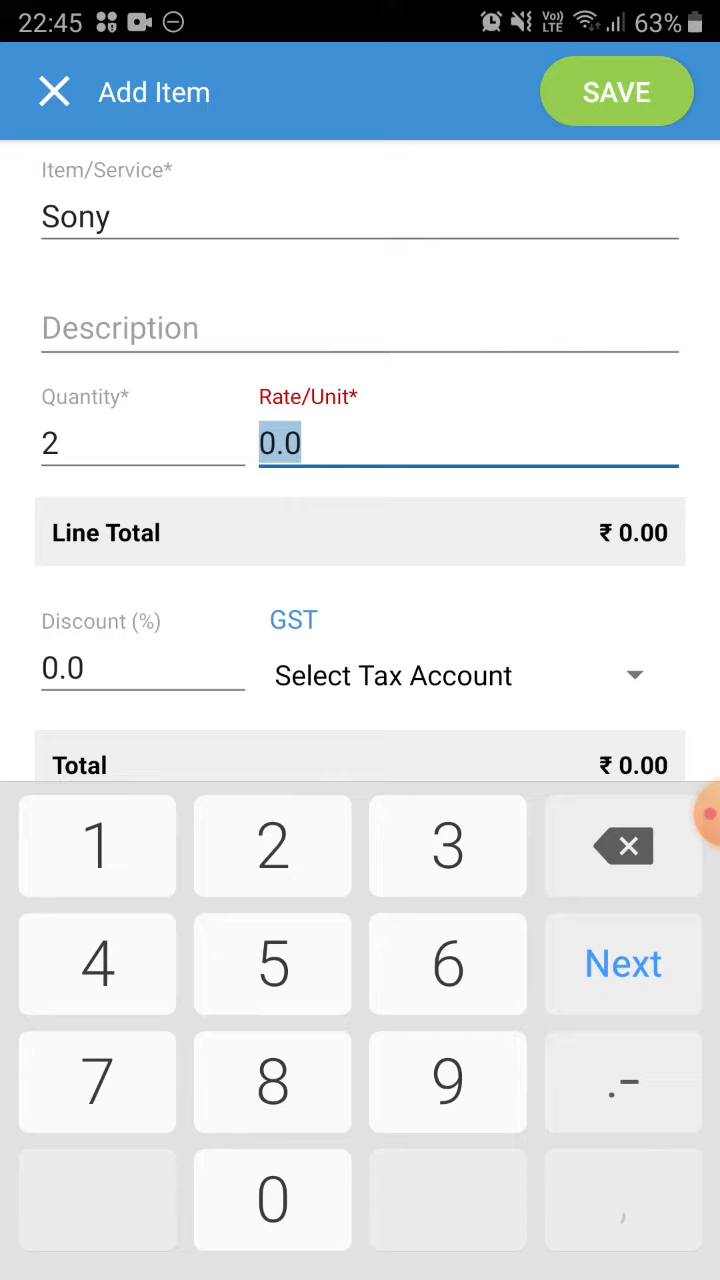 22:45 Vo)) LTE 63%
Add Item SAVE
Item/Service*
Sony
Description
Quantity* Rate/Unit*
2 0.0
Line Total ₹ 0.00
Discount (%) GST
0.0 Select Tax Account
Total ₹ 0.00
1 2 3
4 5 6 Next
7 8 9 .-
0 ,